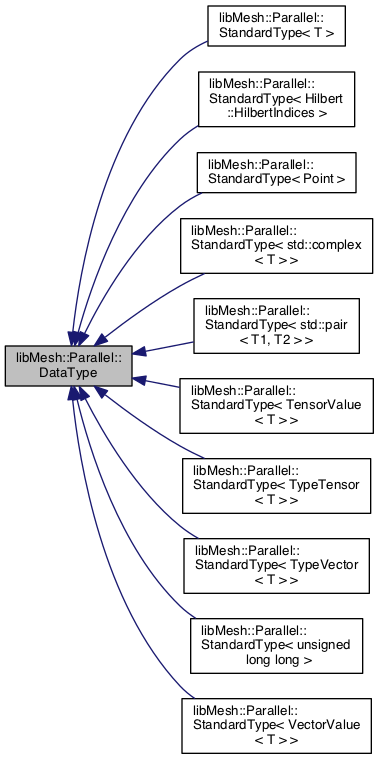 libMesh::Parallel::
StandardType< T >
libMesh::Parallel::
StandardType< Hilbert
::HilbertIndices >
libMesh::Parallel::
StandardType< Point >
libMesh::Parallel::
StandardType< std::complex
< T > >
libMesh::Parallel::
StandardType< std::pair
< T1, T2 > >
libMesh::Parallel::
DataType
libMesh::Parallel::
StandardType< TensorValue
< T > >
libMesh::Parallel::
StandardType< TypeTensor
< T > >
libMesh::Parallel::
StandardType< TypeVector
< T > >
libMesh::Parallel::
StandardType< unsigned
long long >
libMesh::Parallel::
StandardType< VectorValue
< T > >